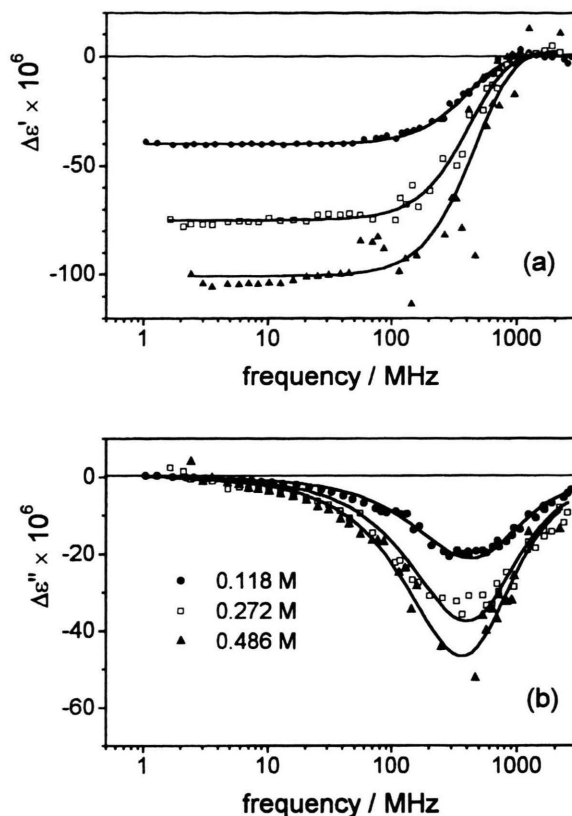 Δε' × 10⁶
0
-50
-100
(a)
1
10
100
1000
frequency / MHz
Δε" × 10⁶
0
-20
-40
-60
0.118 M
0.272 M
0.486 M
(b)
1
10
100
1000
frequency / MHz